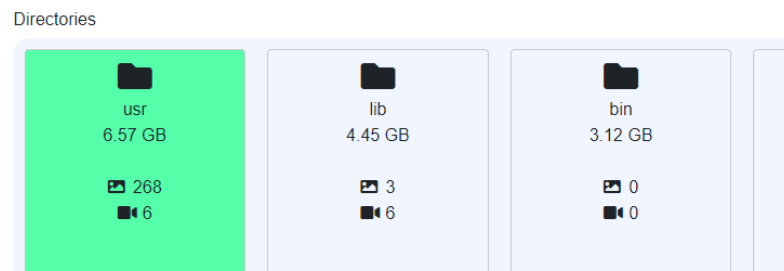 Directories
usr
6.57 GB
268
6
lib
4.45 GB
3
6
bin
3.12 GB
0
0